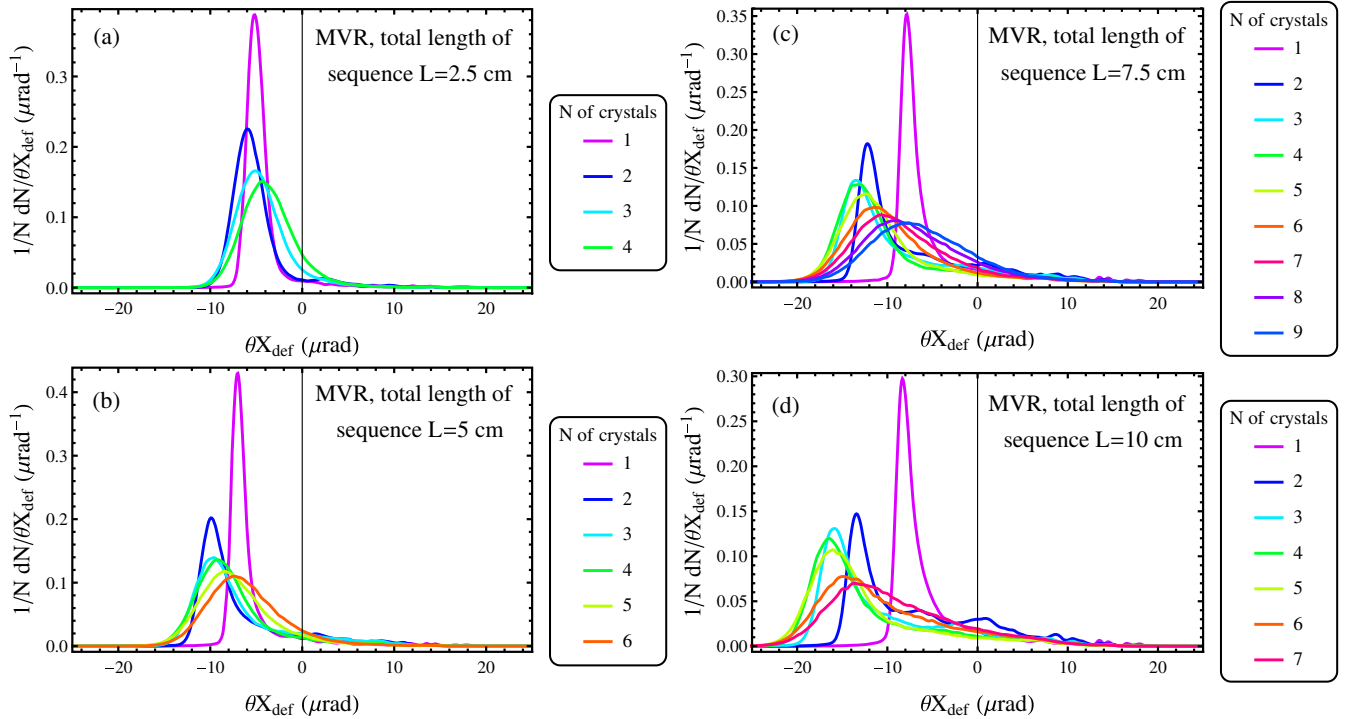 (a)
MVR, total length of
sequence L=2.5 cm
1/N dN/θX_def (μrad⁻¹)
0.3
0.2
0.1
0.0
−20
−10
0
10
20
θX_def (μrad)
N of crystals
1
2
3
4
(c)
MVR, total length of
sequence L=7.5 cm
1/N dN/θX_def (μrad⁻¹)
0.35
0.30
0.25
0.20
0.15
0.10
0.05
0.00
−20
−10
0
10
20
θX_def (μrad)
N of crystals
1
2
3
4
5
6
7
8
9
(b)
MVR, total length of
sequence L=5 cm
1/N dN/θX_def (μrad⁻¹)
0.4
0.3
0.2
0.1
0.0
−20
−10
0
10
20
θX_def (μrad)
N of crystals
1
2
3
4
5
6
(d)
MVR, total length of
sequence L=10 cm
1/N dN/θX_def (μrad⁻¹)
0.30
0.25
0.20
0.15
0.10
0.05
0.00
−20
−10
0
10
20
θX_def (μrad)
N of crystals
1
2
3
4
5
6
7